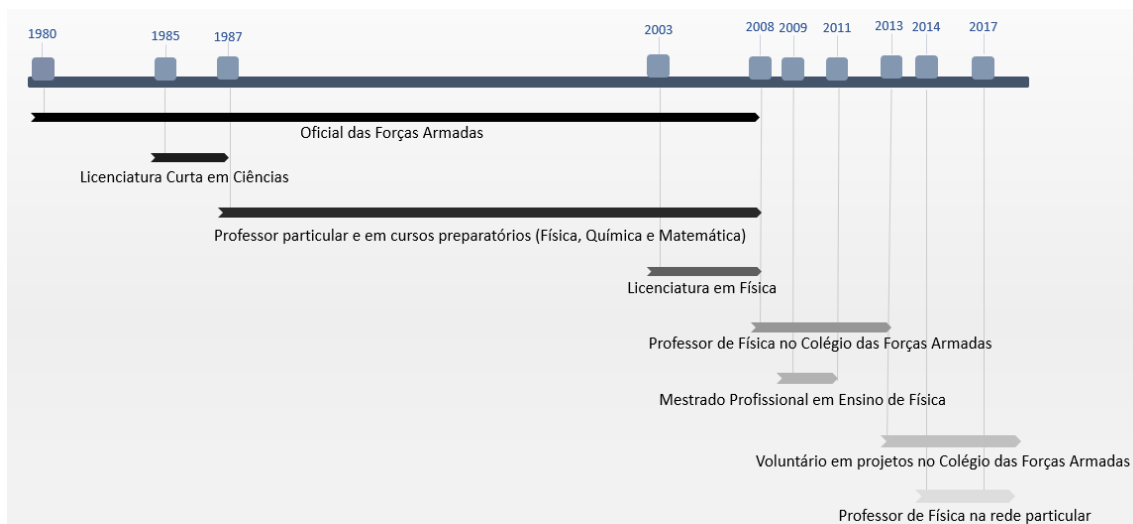 1980
1985
1987
2003
2008
2009
2011
2013
2014
2017
Oficial das Forças Armadas
Licenciatura Curta em Ciências
Professor particular e em cursos preparatórios (Física, Química e Matemática)
Licenciatura em Física
Professor de Física no Colégio das Forças Armadas
Mestrado Profissional em Ensino de Física
Voluntário em projetos no Colégio das Forças Armadas
Professor de Física na rede particular